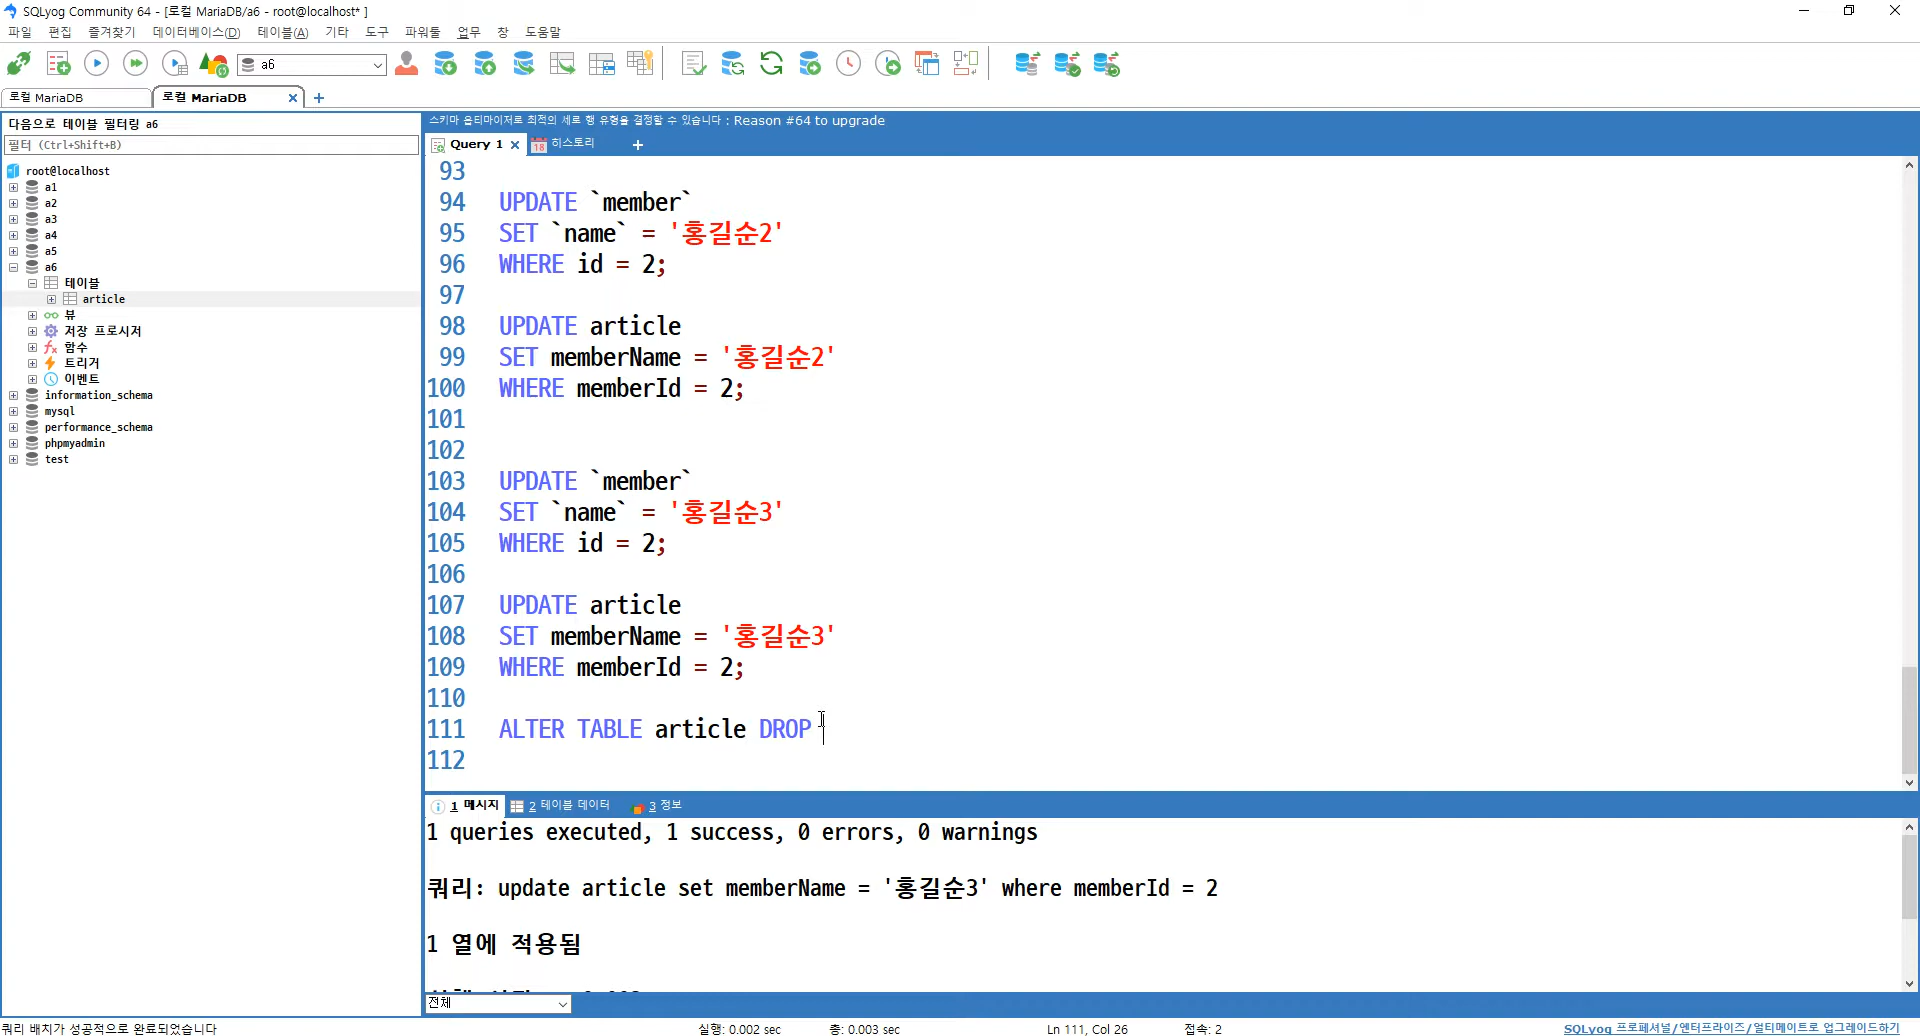 SQLyog Community 64 - [로컬 MariaDB/a6 - root@localhost* ]
파일 편집 즐겨찾기 데이터베이스(D) 테이블(A) 기타 도구 파워툴 업무 창 도움말
a6
로컬 MariaDB 로컬 MariaDB
다음으로 테이블 필터링 a6
필터 (Ctrl+Shift+B)
root@localhost
a1
a2
a3
a4
a5
a6
테이블
article
뷰
저장 프로시저
함수
트리거
이벤트
information_schema
mysql
performance_schema
phpmyadmin
test
스키마 옵티마이저로 최적의 세로 행 유형을 결정할 수 있습니다 : Reason #64 to upgrade
Query 1 18 히스토리
93
94 UPDATE `member`
95 SET `name` = '홍길순2'
96 WHERE id = 2;
97
98 UPDATE article
99 SET memberName = '홍길순2'
100 WHERE memberId = 2;
101
102
103 UPDATE `member`
104 SET `name` = '홍길순3'
105 WHERE id = 2;
106
107 UPDATE article
108 SET memberName = '홍길순3'
109 WHERE memberId = 2;
110
111 ALTER TABLE article DROP
112
1 메시지 2 테이블 데이터 3 정보
1 queries executed, 1 success, 0 errors, 0 warnings
쿼리: update article set memberName = '홍길순3' where memberId = 2
1 열에 적용됨
전체
쿼리 배치가 성공적으로 완료되었습니다 실행: 0.002 sec 총: 0.003 sec Ln 111, Col 26 접속: 2 SQLyog 프로페셔널/엔터프라이즈/얼티메이트로 업그레이드하기